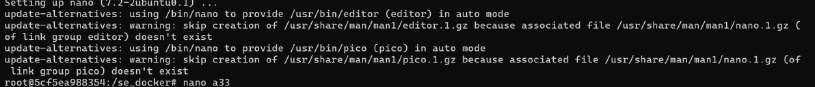 Setting up nano (7.2-2ubuntu0.1) ...
update-alternatives: using /bin/nano to provide /usr/bin/editor (editor) in auto mode
update-alternatives: warning: skip creation of /usr/share/man/man1/editor.1.gz because associated file /usr/share/man/man1/nano.1.gz (
of link group editor) doesn't exist
update-alternatives: using /bin/nano to provide /usr/bin/pico (pico) in auto mode
update-alternatives: warning: skip creation of /usr/share/man/man1/pico.1.gz because associated file /usr/share/man/man1/nano.1.gz (of
 link group pico) doesn't exist
root@5cf5ea988354:/se_docker# nano a33